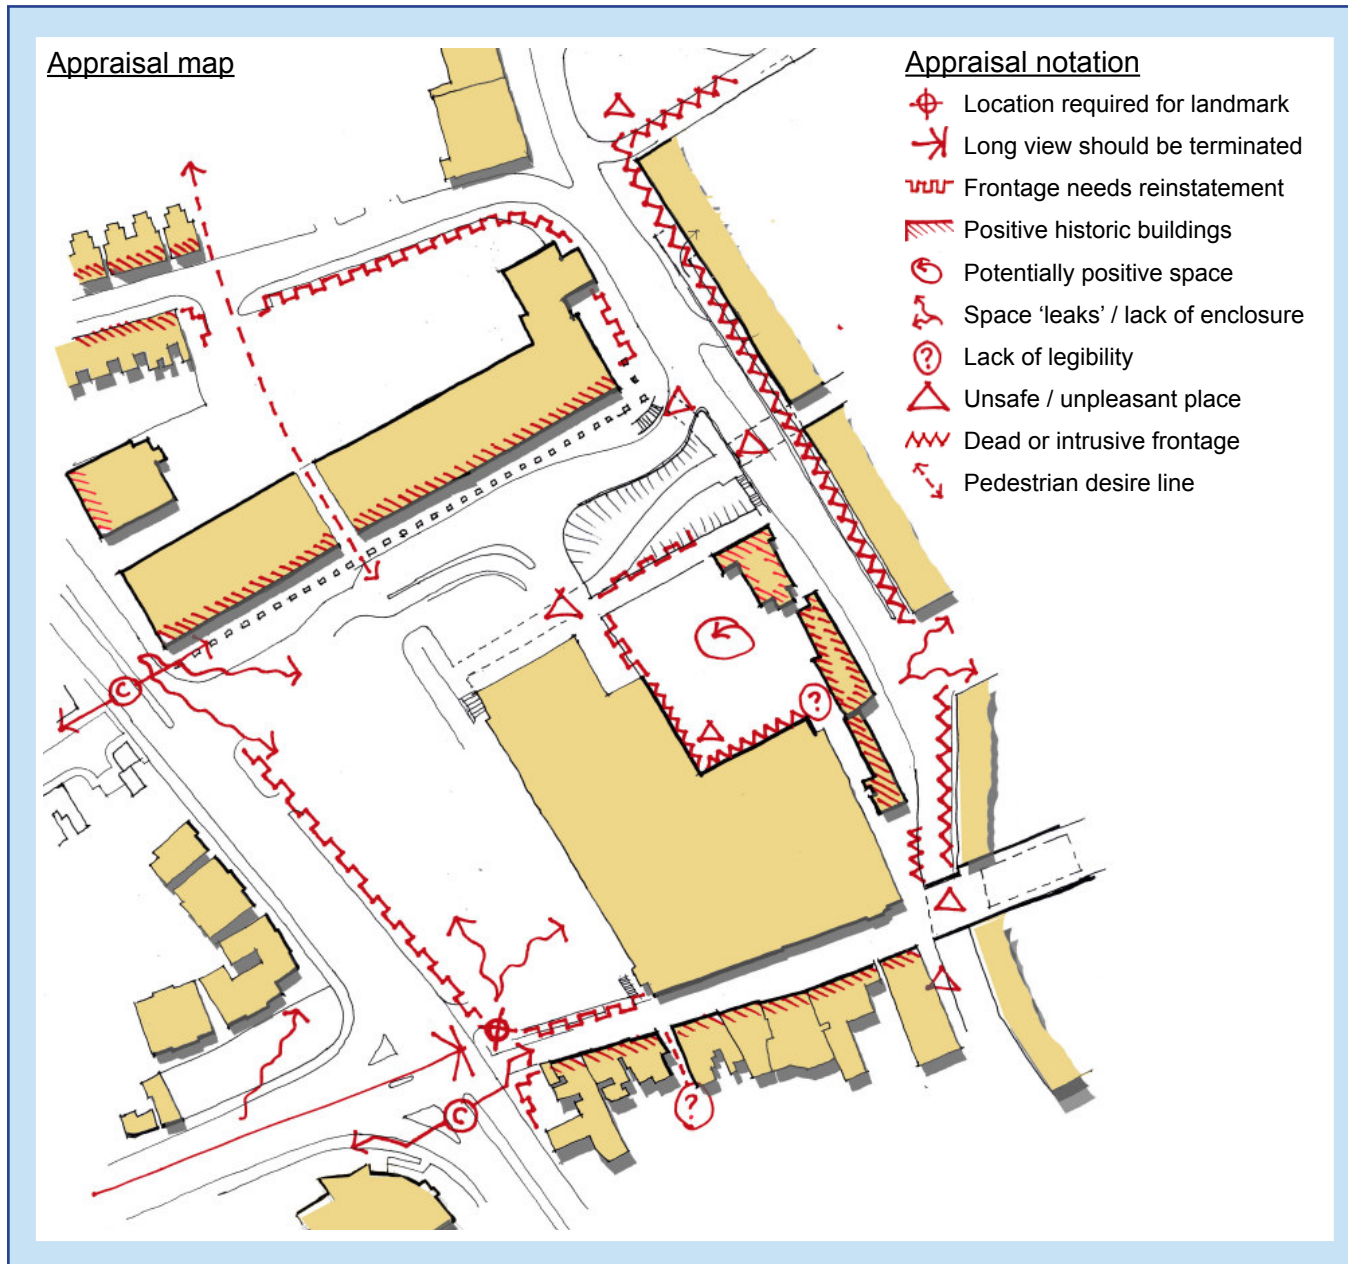 Appraisal map
Appraisal notation
Location required for landmark
Long view should be terminated
Frontage needs reinstatement
Positive historic buildings
Potentially positive space
Space ‘leaks’ / lack of enclosure
? Lack of legibility
Unsafe / unpleasant place
Dead or intrusive frontage
Pedestrian desire line
C
?
C
?